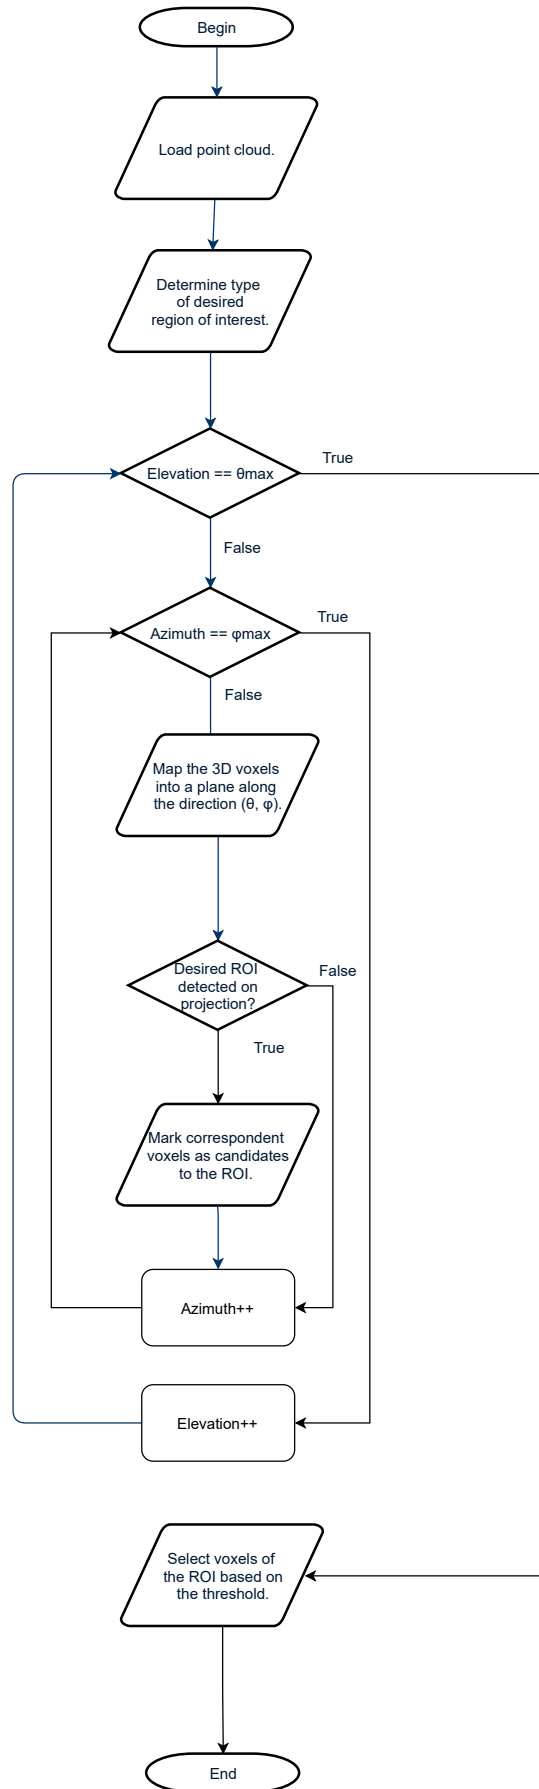 Begin
Load point cloud.
Determine type
of desired
region of interest.
Elevation == θmax
True
False
Azimuth == φmax
True
False
Map the 3D voxels
into a plane along
the direction (θ, φ).
Desired ROI
detected on
projection?
False
True
Mark correspondent
voxels as candidates
to the ROI.
Azimuth++
Elevation++
Select voxels of
the ROI based on
the threshold.
End